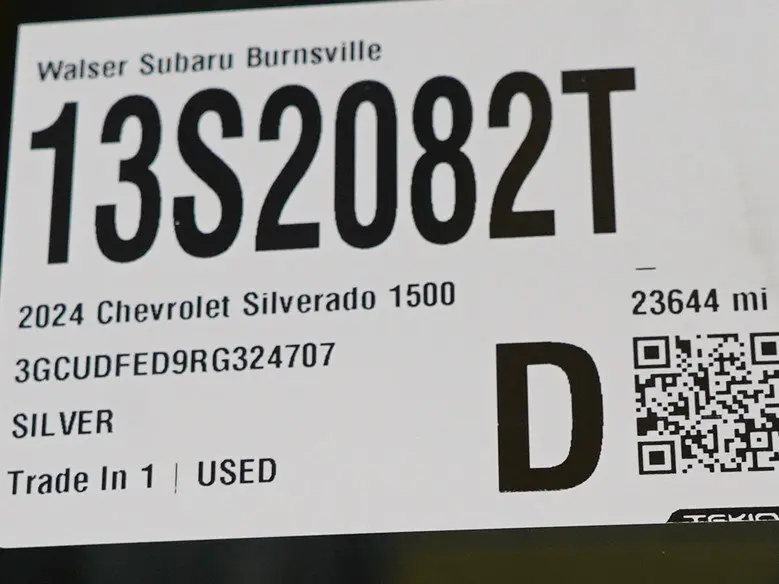 Walser Subaru Burnsville
13S2082T
2024 Chevrolet Silverado 1500
23644 mi
3GCUDFED9RG324707
SILVER
D
Trade In 1 | USED